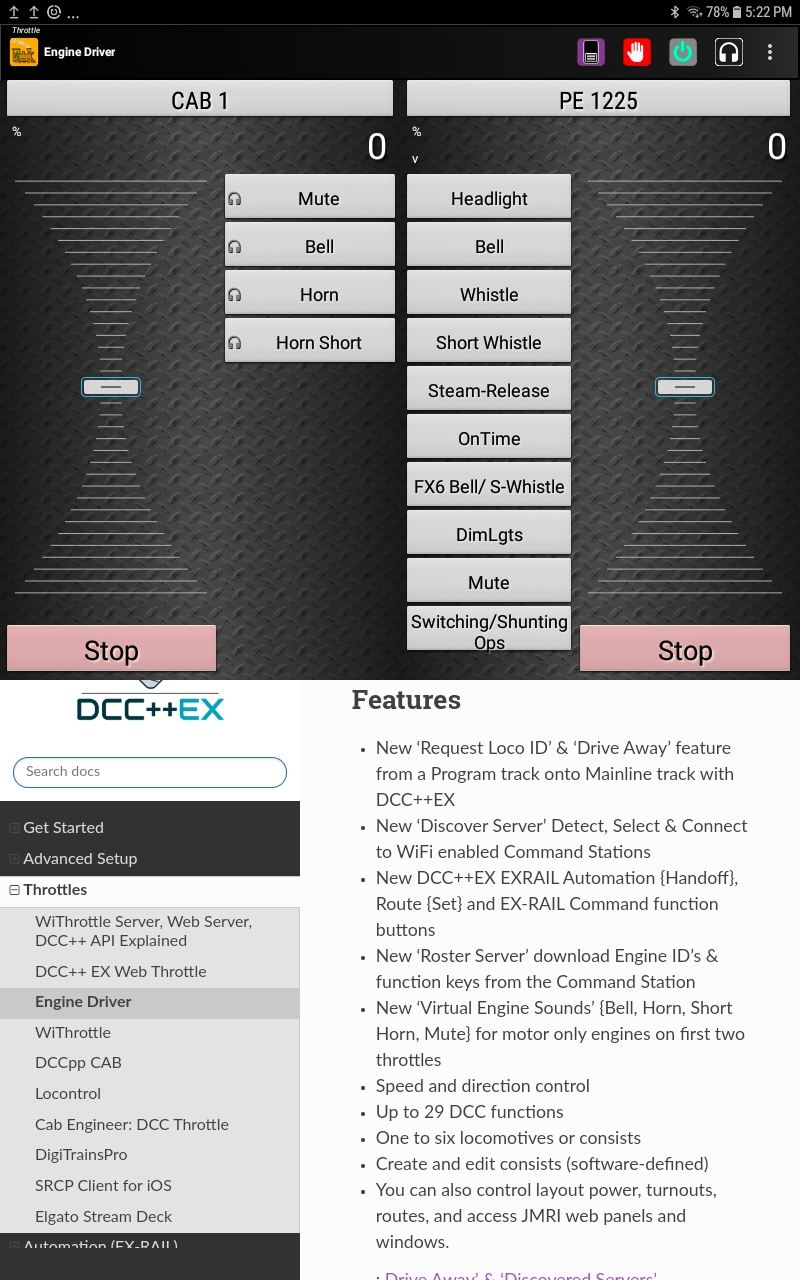 78% 5:22 PM
Throttle
Engine Driver
CAB 1
PE 1225
%
0
%
v
0
Mute
Bell
Horn
Horn Short
Headlight
Bell
Whistle
Short Whistle
Steam-Release
OnTime
FX6 Bell/ S-Whistle
DimLgts
Mute
Switching/Shunting
Ops
Stop
Stop
DCC++EX
Search docs
Get Started
Advanced Setup
Throttles
WiThrottle Server, Web Server,
DCC++ API Explained
DCC++ EX Web Throttle
Engine Driver
WiThrottle
DCCpp CAB
Locontrol
Cab Engineer: DCC Throttle
DigiTrainsPro
SRCP Client for iOS
Elgato Stream Deck
Automation (EX-RAIL)
Features
• New ‘Request Loco ID’ & ‘Drive Away’ feature
from a Program track onto Mainline track with
DCC++EX
• New ‘Discover Server’ Detect, Select & Connect
to WiFi enabled Command Stations
• New DCC++EX EXRAIL Automation {Handoff},
Route {Set} and EX-RAIL Command function
buttons
• New ‘Roster Server’ download Engine ID’s &
function keys from the Command Station
• New ‘Virtual Engine Sounds’ {Bell, Horn, Short
Horn, Mute} for motor only engines on first two
throttles
• Speed and direction control
• Up to 29 DCC functions
• One to six locomotives or consists
• Create and edit consists (software-defined)
• You can also control layout power, turnouts,
routes, and access JMRI web panels and
windows.
: Drive Away’ & ‘Discovered Servers’